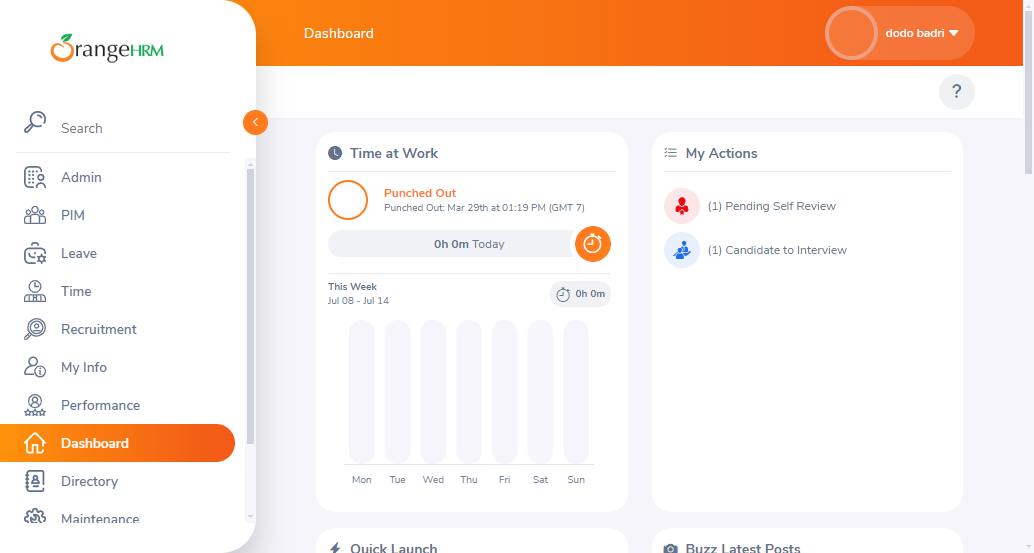 OrangeHRM
Search
Admin
PIM
Leave
Time
Recruitment
My Info
Performance
Dashboard
Directory
Maintenance
Dashboard
dodo badri
?
Time at Work
Punched Out
Punched Out: Mar 29th at 01:19 PM (GMT 7)
0h 0m Today
This Week
Jul 08 - Jul 14
0h 0m
Mon Tue Wed Thu Fri Sat Sun
My Actions
(1) Pending Self Review
(1) Candidate to Interview
Quick Launch
Buzz Latest Posts